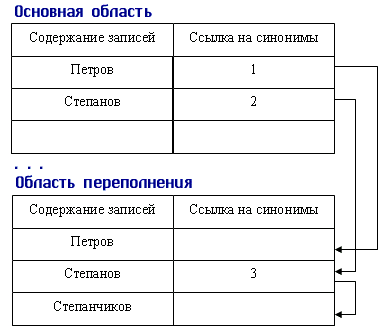 Основная область
Содержание записей Ссылка на синонимы
Петров 1
Степанов 2
. . .
Область переполнения
Содержание записей Ссылка на синонимы
Петров
Степанов 3
Степанчиков